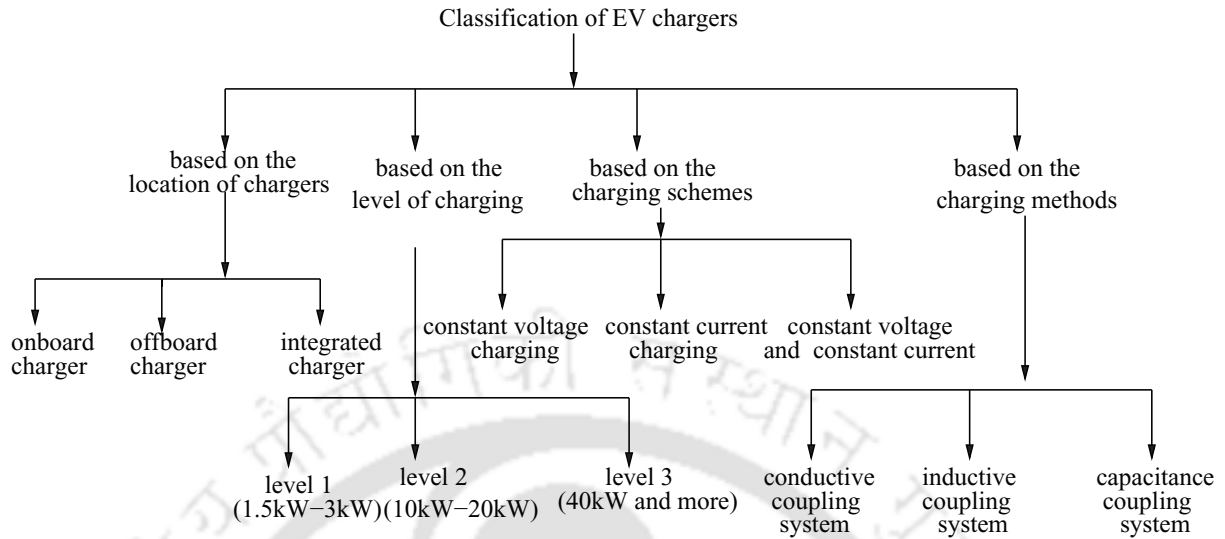 Classification of EV chargers
based on the
location of chargers
based on the
level of charging
based on the
charging schemes
based on the
charging methods
onboard
charger
offboard
charger
integrated
charger
constant voltage
charging
constant current
charging
constant voltage
and constant current
level 1
(1.5kW−3kW)
level 2
(10kW−20kW)
level 3
(40kW and more)
conductive
coupling
system
inductive
coupling
system
capacitance
coupling
system